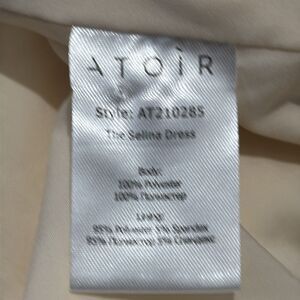 ATOIR
Style: AT210285
The Selina Dress
Body:
100% Polyester
100% Полиэстер
Lining:
95% Polyester 5% Spandex
95% Полиэстер 5% Спандекс